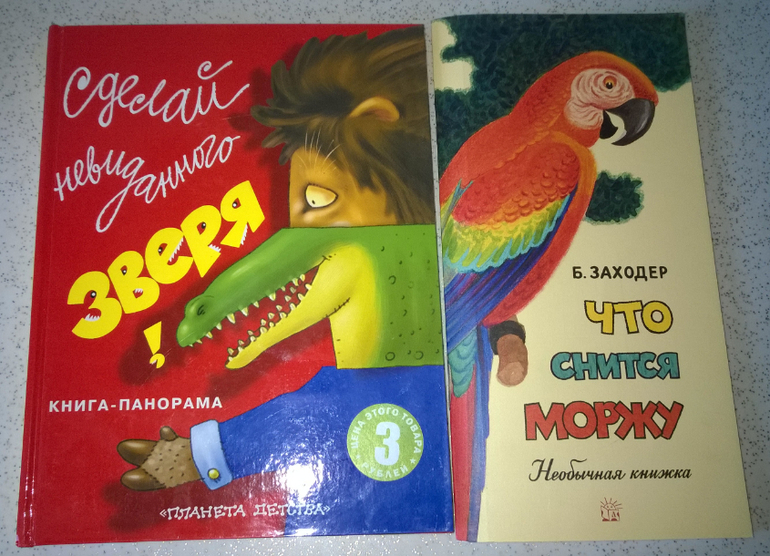 Сделай
невиданного
ЗВЕРЯ!
КНИГА-ПАНОРАМА
ЦЕНА ЭТОГО ТОВАРА
3
РУБЛЕЙ
«ПЛАНЕТА ДЕТСТВА»
Б. ЗАХОДЕР
ЧТО
СНИТСЯ
МОРЖУ
Необычная книжка